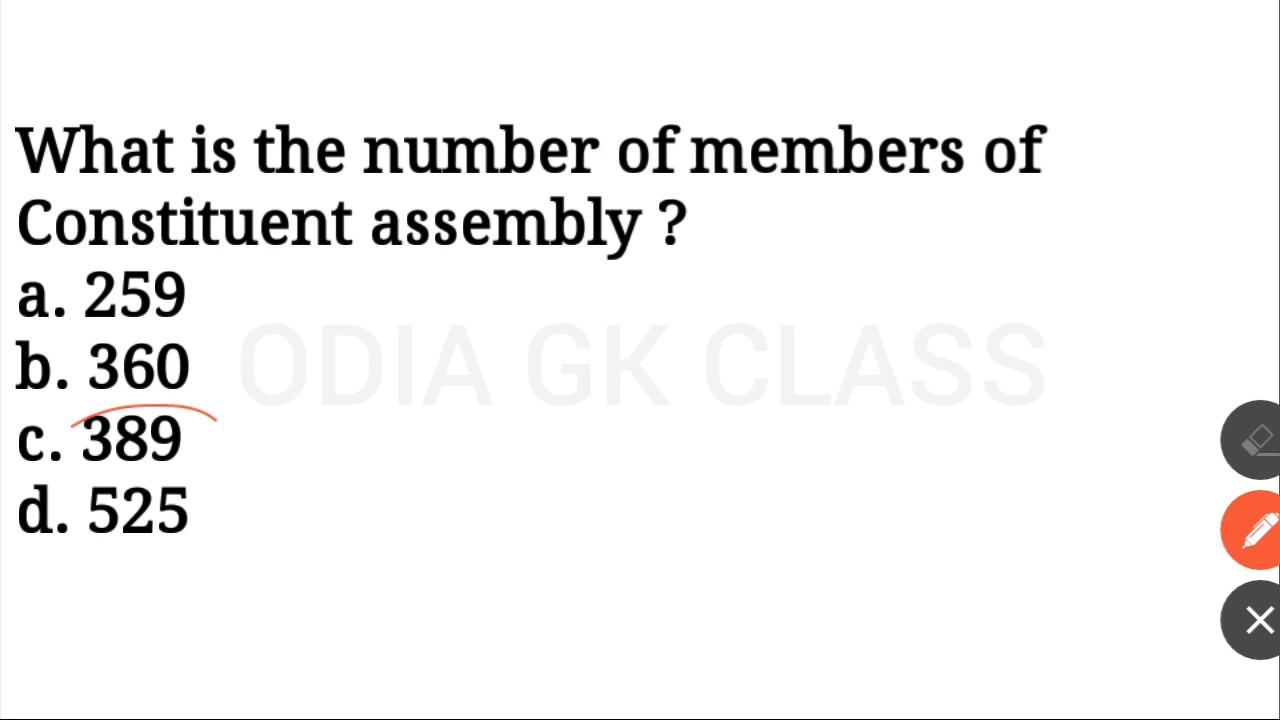 What is the number of members of
Constituent assembly ?
a. 259
b. 360
ODIA GK CLASS
c. 389
d. 525